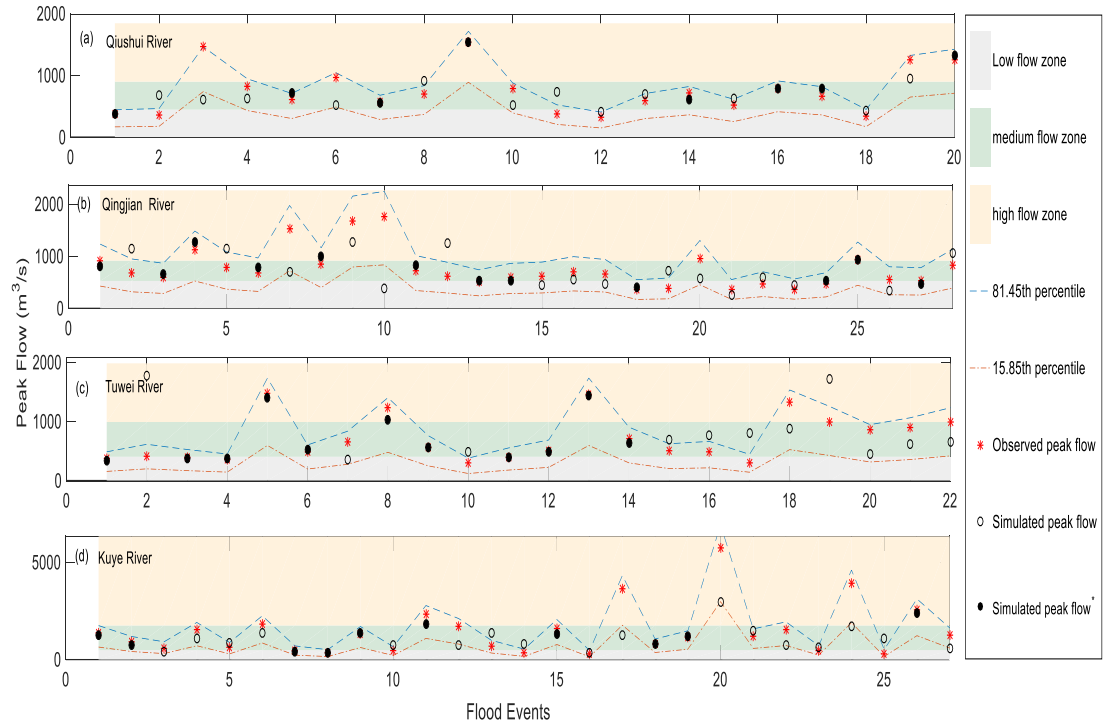 2000
1000
0
(a)
Qiushui River
0 2 4 6 8 10 12 14 16 18 20
2000
1000
0
(b)
Qingjian River
0 5 10 15 20 25
2000
1000
0
(c)
Tuwei River
0 2 4 6 8 10 12 14 16 18 20 22
5000
0
(d)
Kuye River
0 5 10 15 20 25
Peak Flow (m³/s)
Flood Events
Low flow zone
medium flow zone
high flow zone
81.45th percentile
15.85th percentile
Observed peak flow
Simulated peak flow
Simulated peak flow*